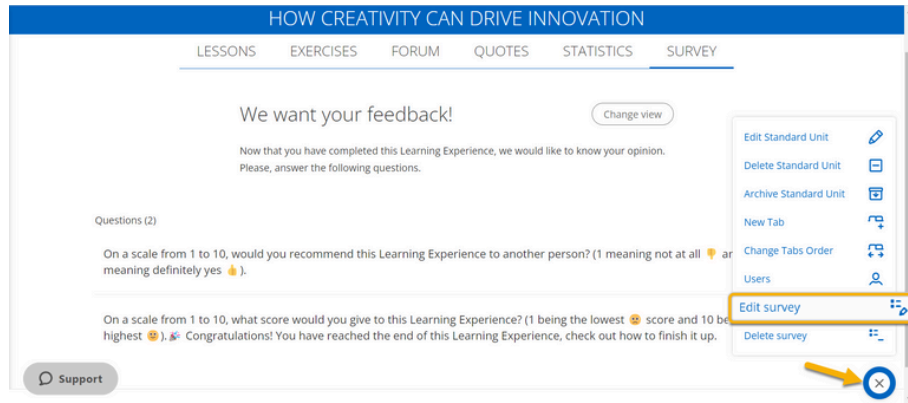 HOW CREATIVITY CAN DRIVE INNOVATION
LESSONS EXERCISES FORUM QUOTES STATISTICS SURVEY
We want your feedback!
Change view
Now that you have completed this Learning Experience, we would like to know your opinion.
Please, answer the following questions.
Questions (2)
On a scale from 1 to 10, would you recommend this Learning Experience to another person? (1 meaning not at all 👎 ar
meaning definitely yes 👍 ).
On a scale from 1 to 10, what score would you give to this Learning Experience? (1 being the lowest 😕 score and 10 be
highest 😀 ). 🎉 Congratulations! You have reached the end of this Learning Experience, check out how to finish it up.
Edit Standard Unit
Delete Standard Unit
Archive Standard Unit
New Tab
Change Tabs Order
Users
Edit survey
Delete survey
Support